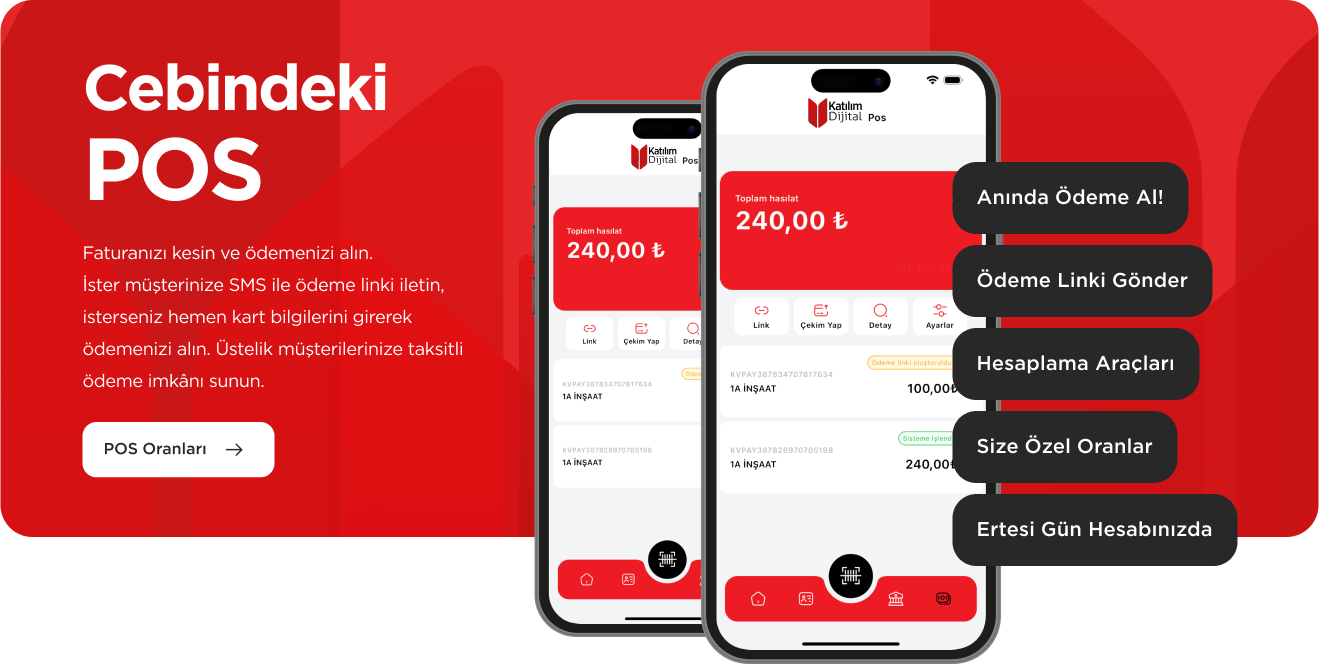 Cebindeki
POS
Faturanızı kesin ve ödemenizi alın.
İster müşterinize SMS ile ödeme linki iletin,
isterseniz hemen kart bilgilerini girerek
ödemenizi alın. Üstelik müşterilerinize taksitli
ödeme imkânı sunun.
POS Oranları
Katılım
Dijital Pos
Toplam hasılat
240,00 ₺
Link Çekim Yap Detay
KVPAY387834707817634
1A İNŞAAT
KVPAY387826970705198
1A İNŞAAT
Katılım
Dijital Pos
Toplam hasılat
240,00 ₺
Link Çekim Yap Detay Ayarlar
Ödeme linki oluşturuldu
KVPAY387834707817634
1A İNŞAAT 100,00₺
Sisteme İşlend
KVPAY387826970705198
1A İNŞAAT 240,00₺
Anında Ödeme Al!
Ödeme Linki Gönder
Hesaplama Araçları
Size Özel Oranlar
Ertesi Gün Hesabınızda